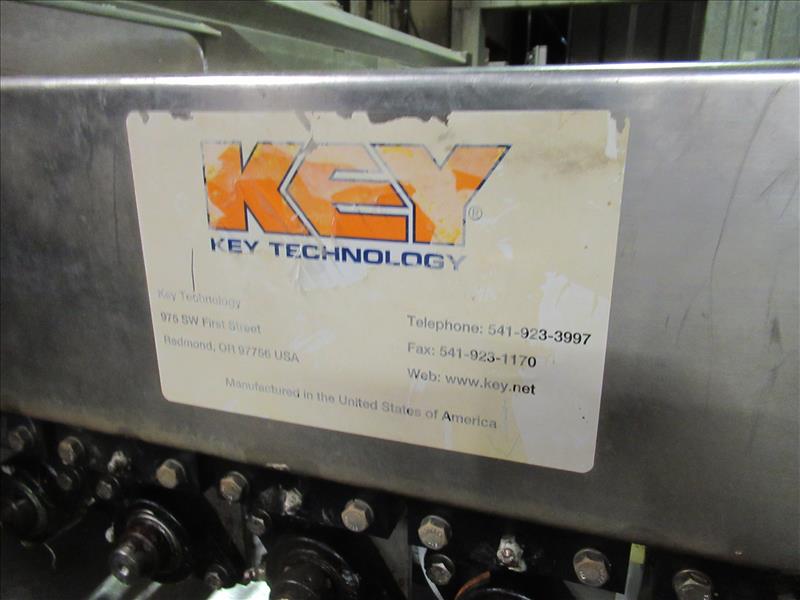 KEY®
KEY TECHNOLOGY
Key Technology
975 SW First Street
Redmond, OR 97756 USA
Telephone: 541-923-3997
Fax: 541-923-1170
Web: www.key.net
Manufactured in the United States of America